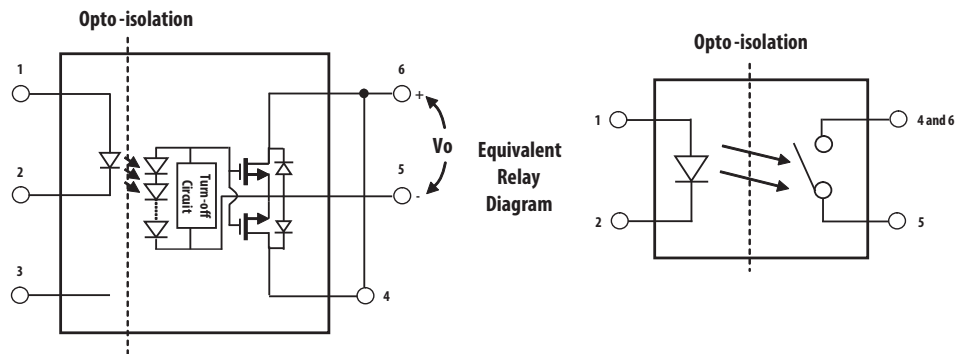 Opto-isolation
1
2
3
Turn-off
Circuit
6
+
Vo
5
-
4
Equivalent
Relay
Diagram
Opto-isolation
1
2
4 and 6
5